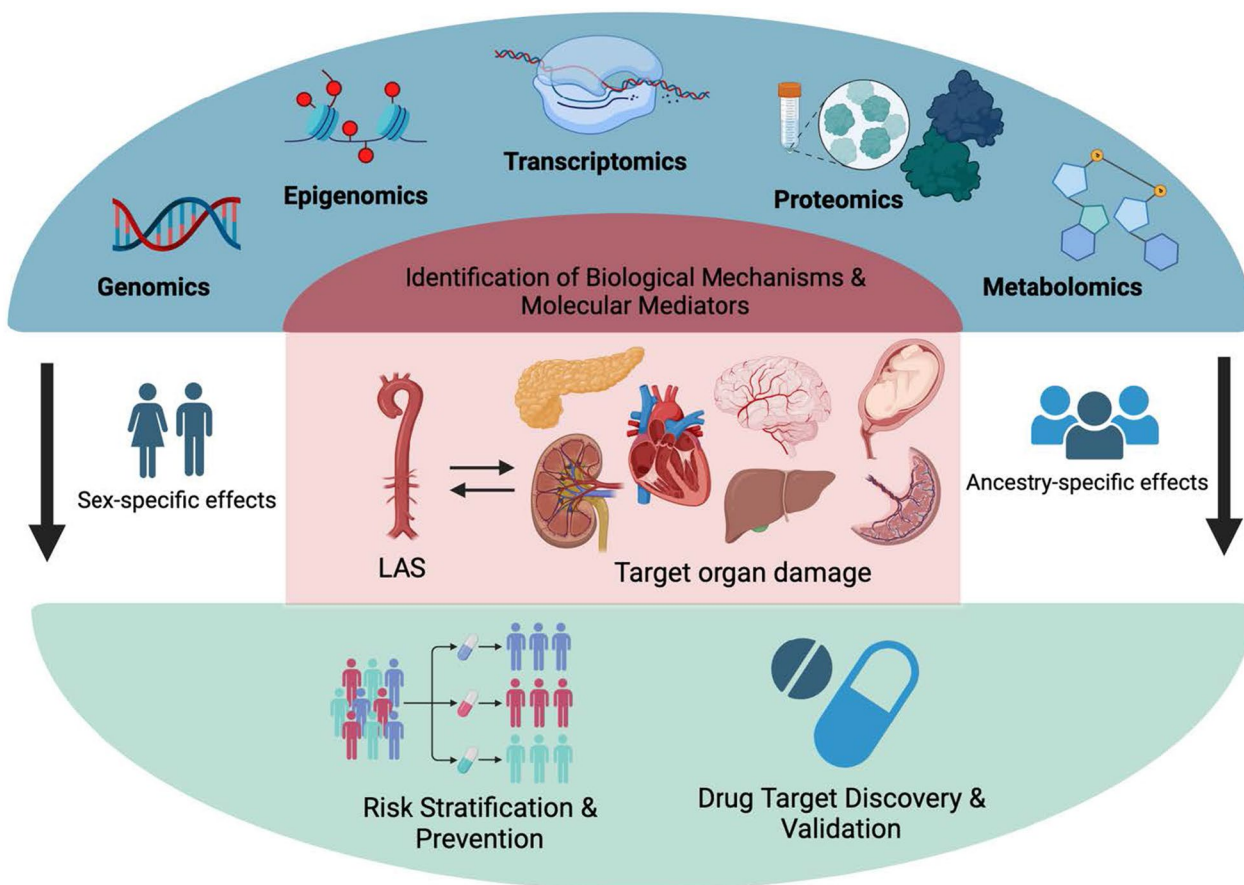 Genomics
Epigenomics
Transcriptomics
Proteomics
Metabolomics
Identification of Biological Mechanisms &
Molecular Mediators
Sex-specific effects
LAS
Target organ damage
Ancestry-specific effects
Risk Stratification &
Prevention
Drug Target Discovery &
Validation